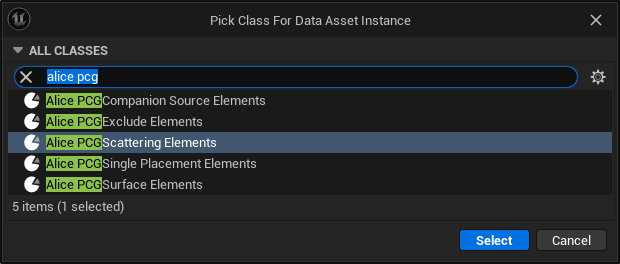 Pick Class For Data Asset Instance
ALL CLASSES
alice pcg
Alice PCGCompanion Source Elements
Alice PCGExclude Elements
Alice PCGScattering Elements
Alice PCGSingle Placement Elements
Alice PCGSurface Elements
5 items (1 selected)
Select Cancel